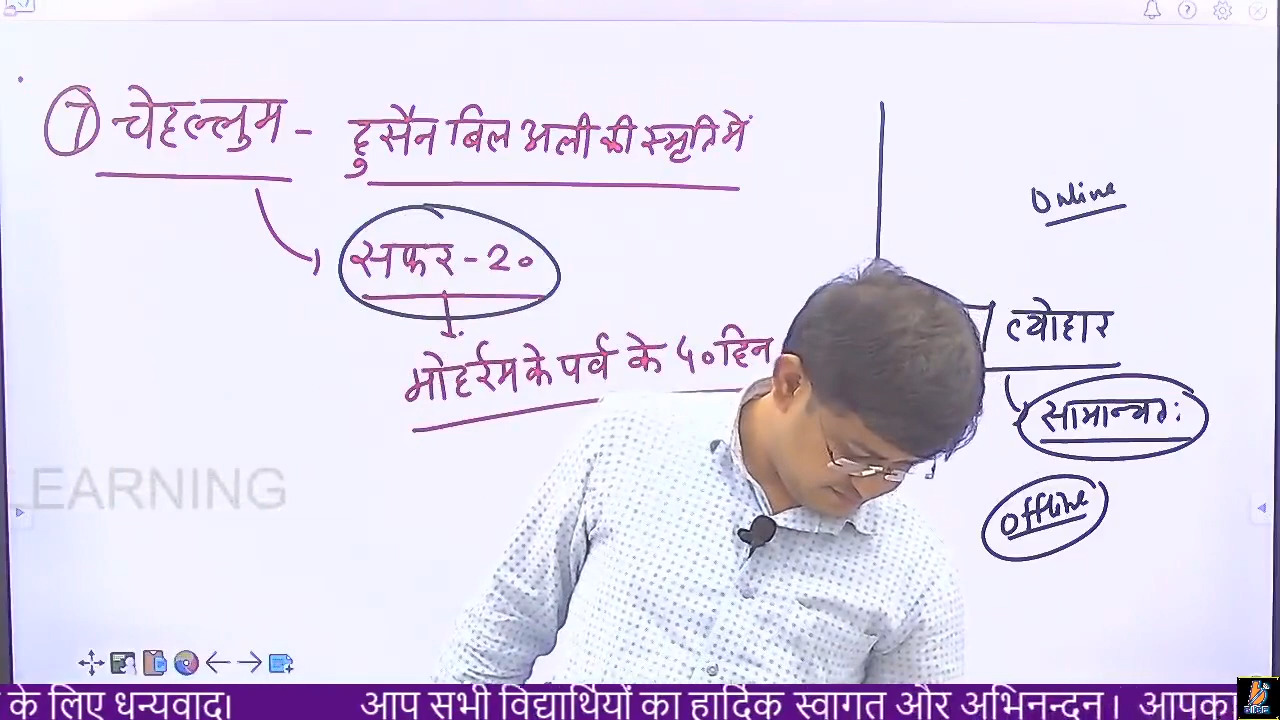 ⑦ चेहल्लुम - हुसैन बिल अली की स्मृति में
सफर - 20
मोहर्रम के पर्व के 40 दिन
Online
त्योहार
सामान्यतः
offline
EARNING
के लिए धन्यवाद। आप सभी विद्यार्थियों का हार्दिक स्वागत और अभिनन्दन। आपका